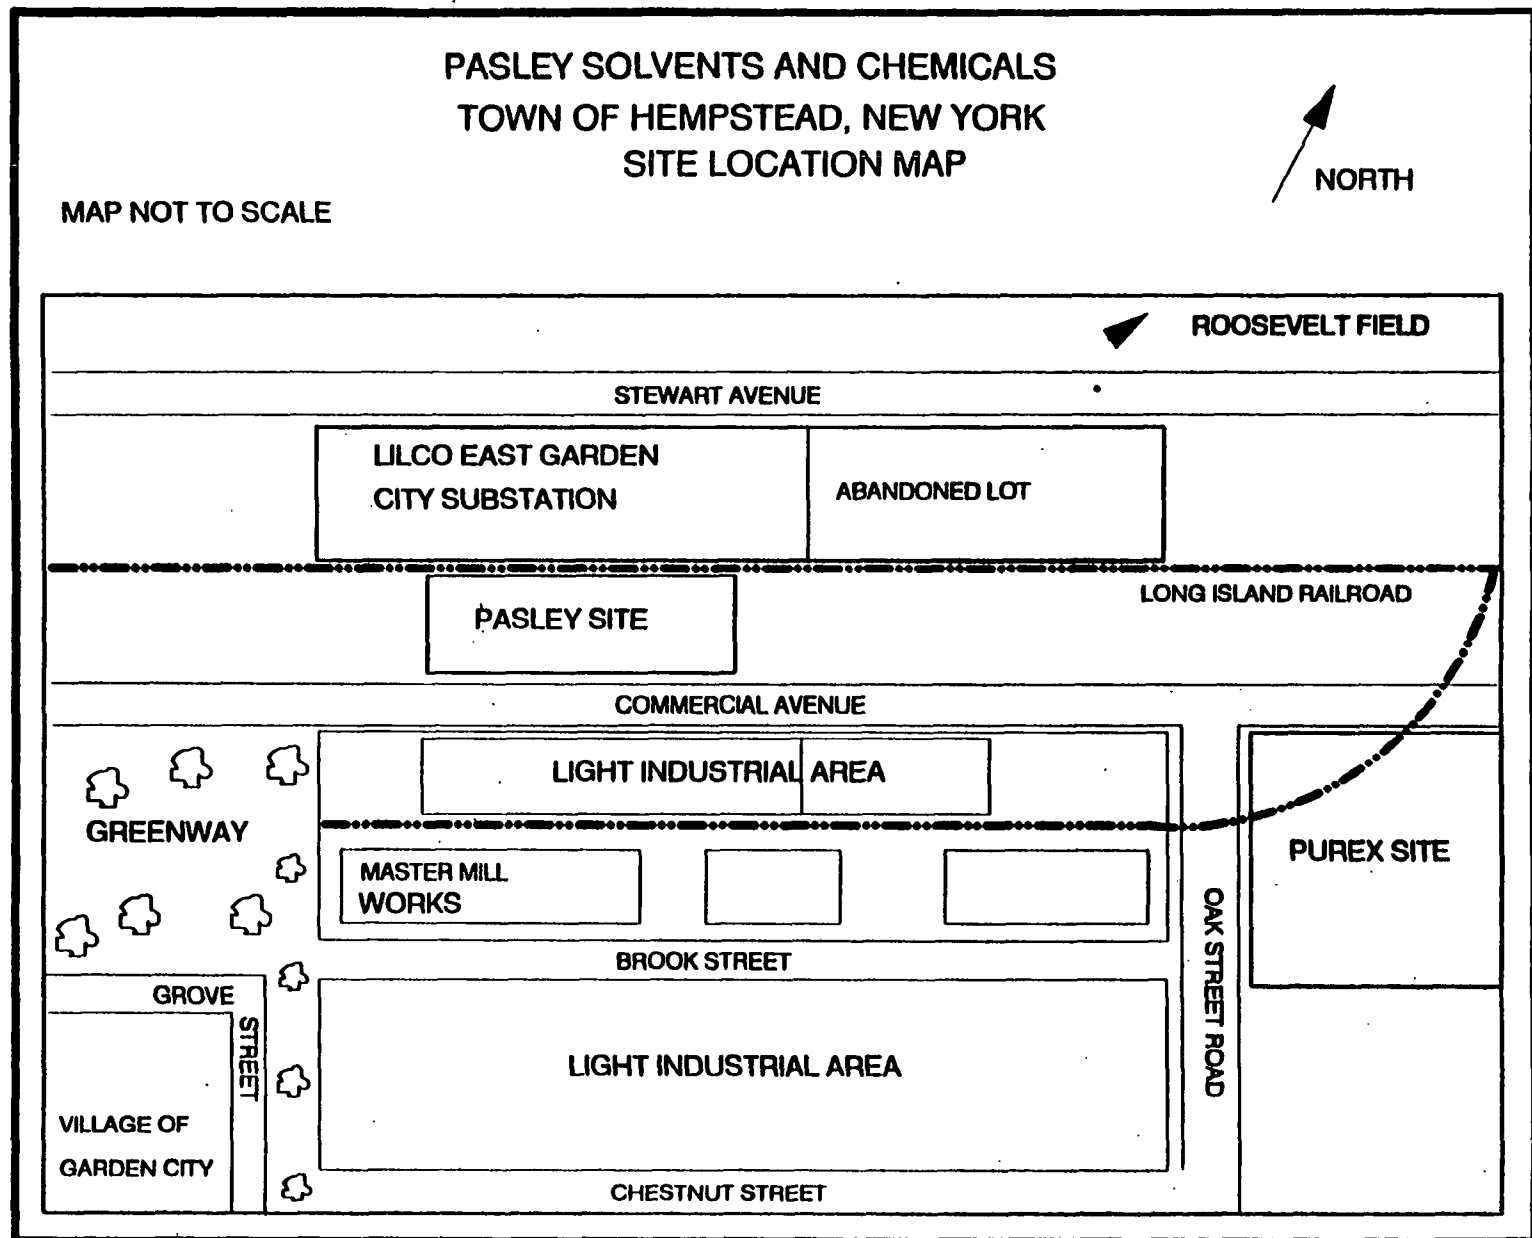 PASLEY SOLVENTS AND CHEMICALS
TOWN OF HEMPSTEAD, NEW YORK
SITE LOCATION MAP
NORTH
MAP NOT TO SCALE
ROOSEVELT FIELD
STEWART AVENUE
LILCO EAST GARDEN
CITY SUBSTATION
ABANDONED LOT
LONG ISLAND RAILROAD
PASLEY SITE
COMMERCIAL AVENUE
LIGHT INDUSTRIAL AREA
GREENWAY
MASTER MILL
WORKS
PUREX SITE
OAK STREET ROAD
BROOK STREET
GROVE
STREET
LIGHT INDUSTRIAL AREA
VILLAGE OF
GARDEN CITY
CHESTNUT STREET